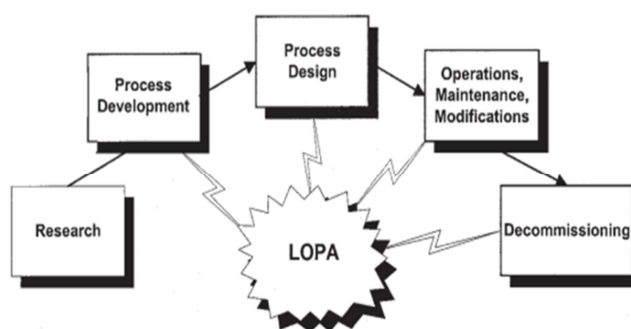 Process
Design
Process
Development
Operations,
Maintenance,
Modifications
Research
LOPA
Decommissioning